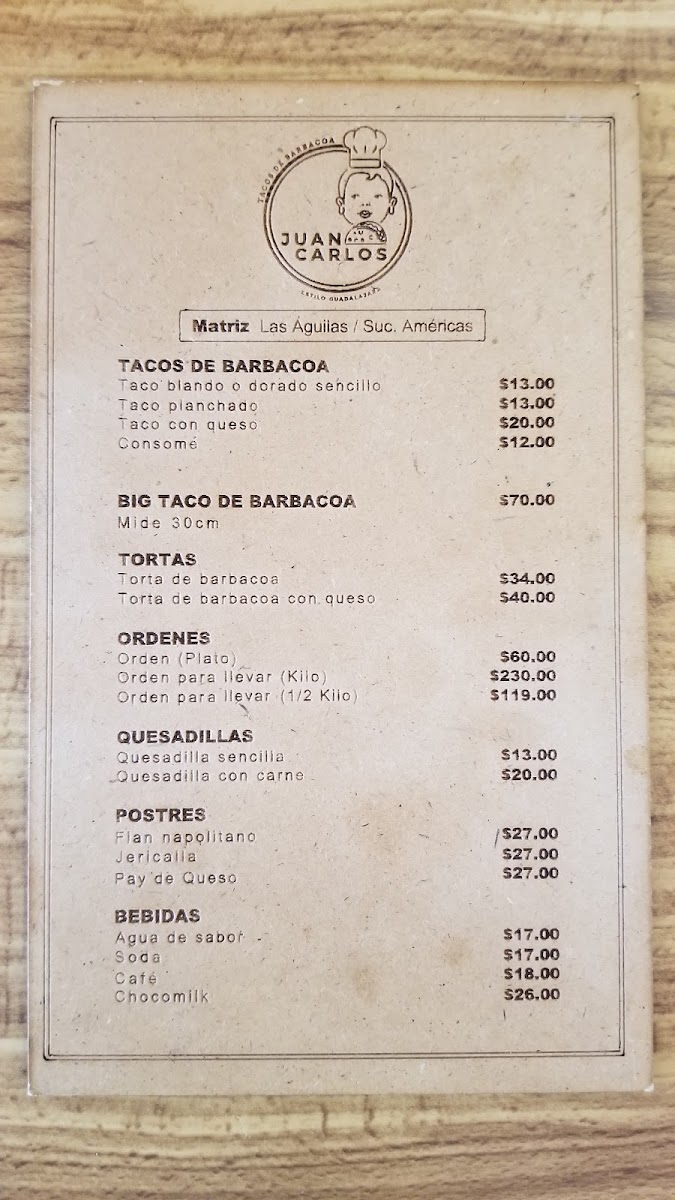 TACOS DE BARBACOA
JUAN
CARLOS
ESTILO GUADALAJARA
Matriz Las Águilas / Suc. Américas
TACOS DE BARBACOA
Taco blando o dorado sencillo $13.00
Taco planchado $13.00
Taco con queso $20.00
Consomé $12.00
BIG TACO DE BARBACOA $70.00
Mide 30cm
TORTAS
Torta de barbacoa $34.00
Torta de barbacoa con queso $40.00
ORDENES
Orden (Plato) $60.00
Orden para llevar (Kilo) $230.00
Orden para llevar (1/2 Kilo) $119.00
QUESADILLAS
Quesadilla sencilla $13.00
Quesadilla con carne $20.00
POSTRES
Flan napolitano $27.00
Jericalla $27.00
Pay de Queso $27.00
BEBIDAS
Agua de sabor $17.00
Soda $17.00
Café $18.00
Chocomilk $26.00